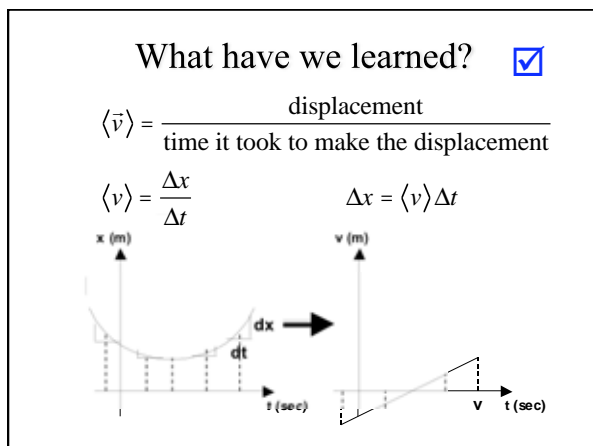 What have we learned?
⟨v⃗⟩ = displacement / time it took to make the displacement
⟨v⟩ = Δx / Δt
Δx = ⟨v⟩Δt
x (m)
v (m)
dx
dt
t (sec)
v
t (sec)